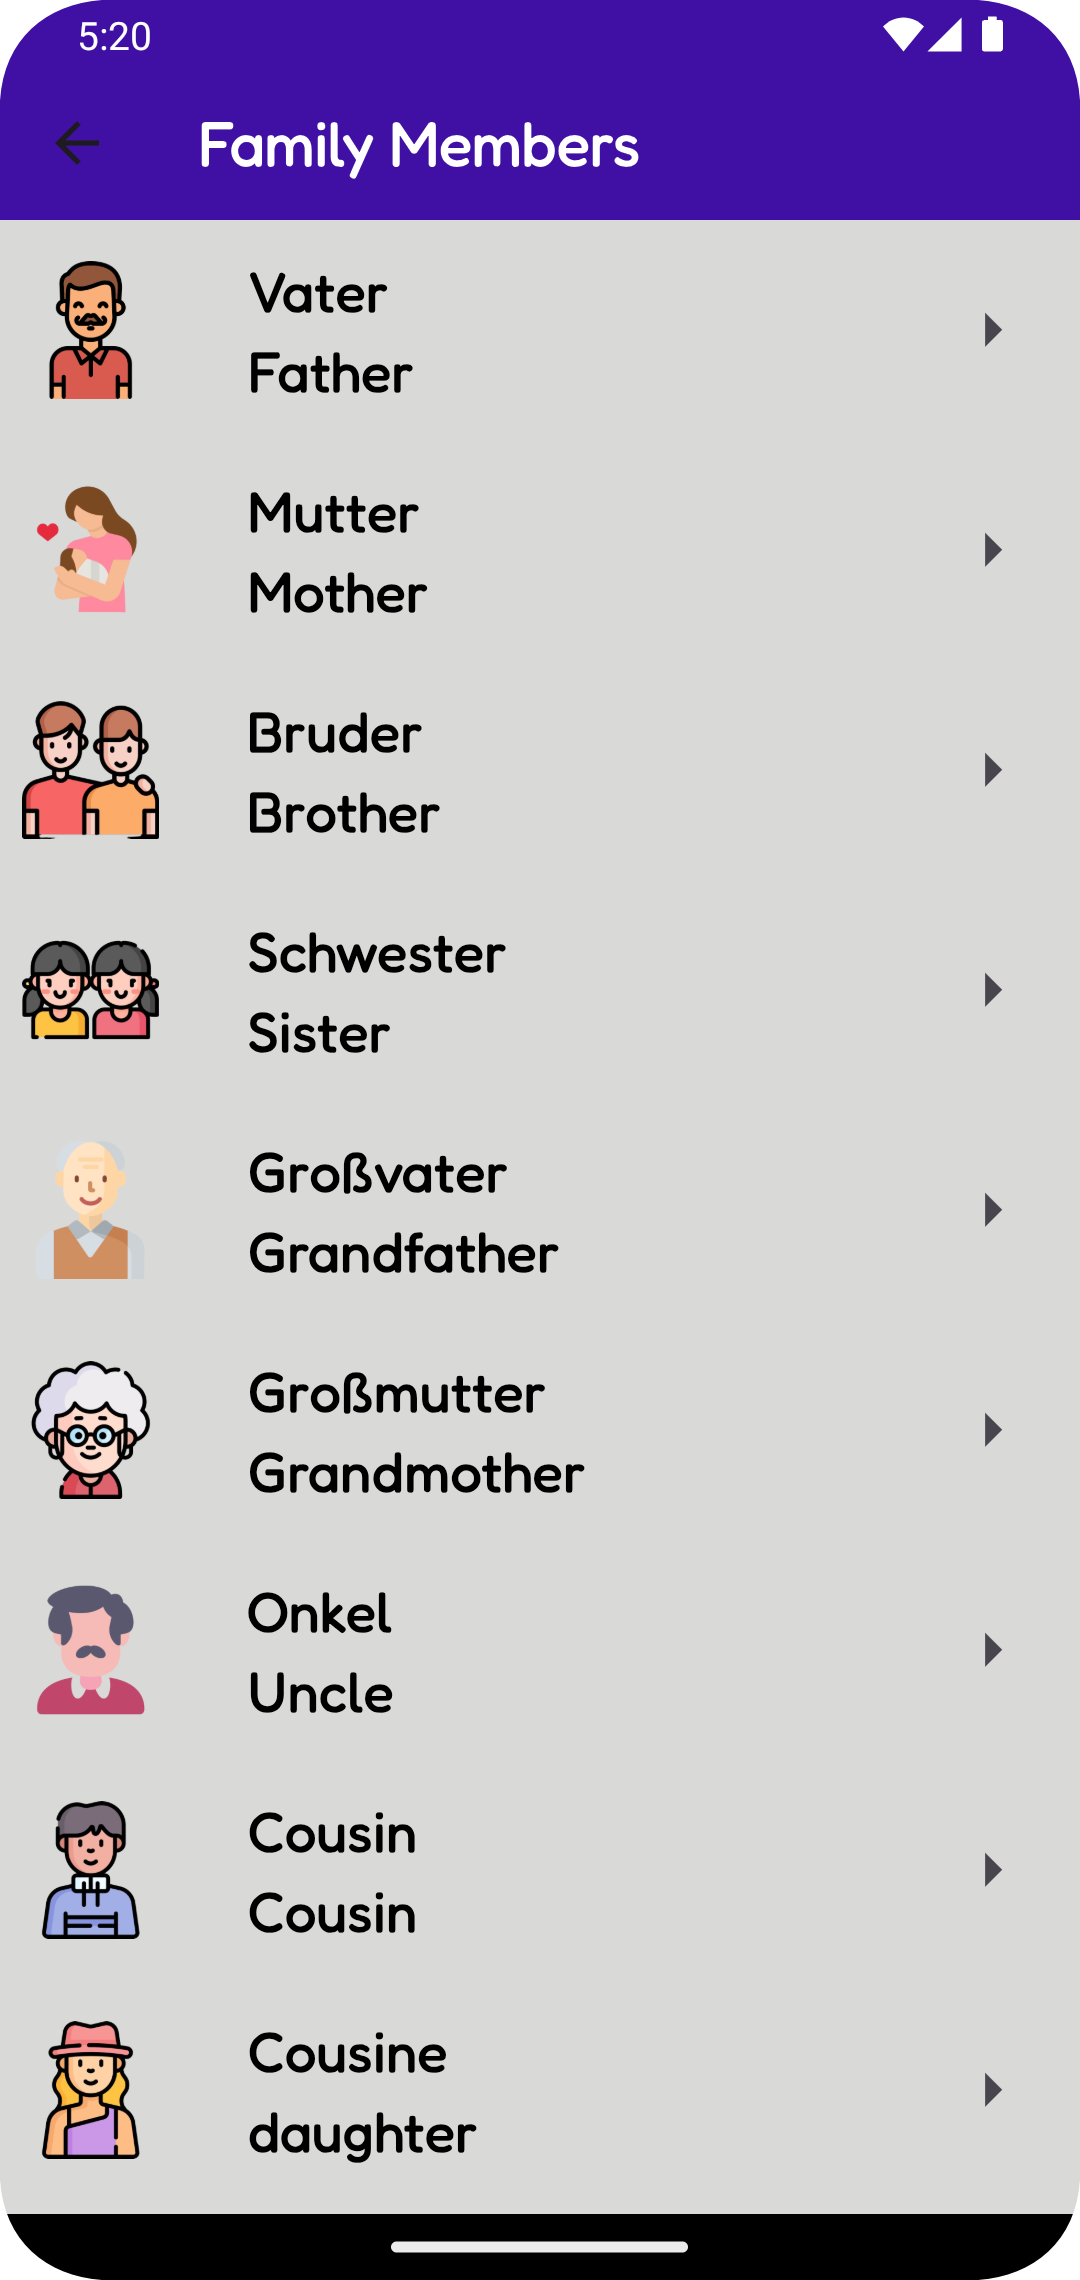 5:20
Family Members
Vater
Father
Mutter
Mother
Bruder
Brother
Schwester
Sister
Großvater
Grandfather
Großmutter
Grandmother
Onkel
Uncle
Cousin
Cousin
Cousine
daughter